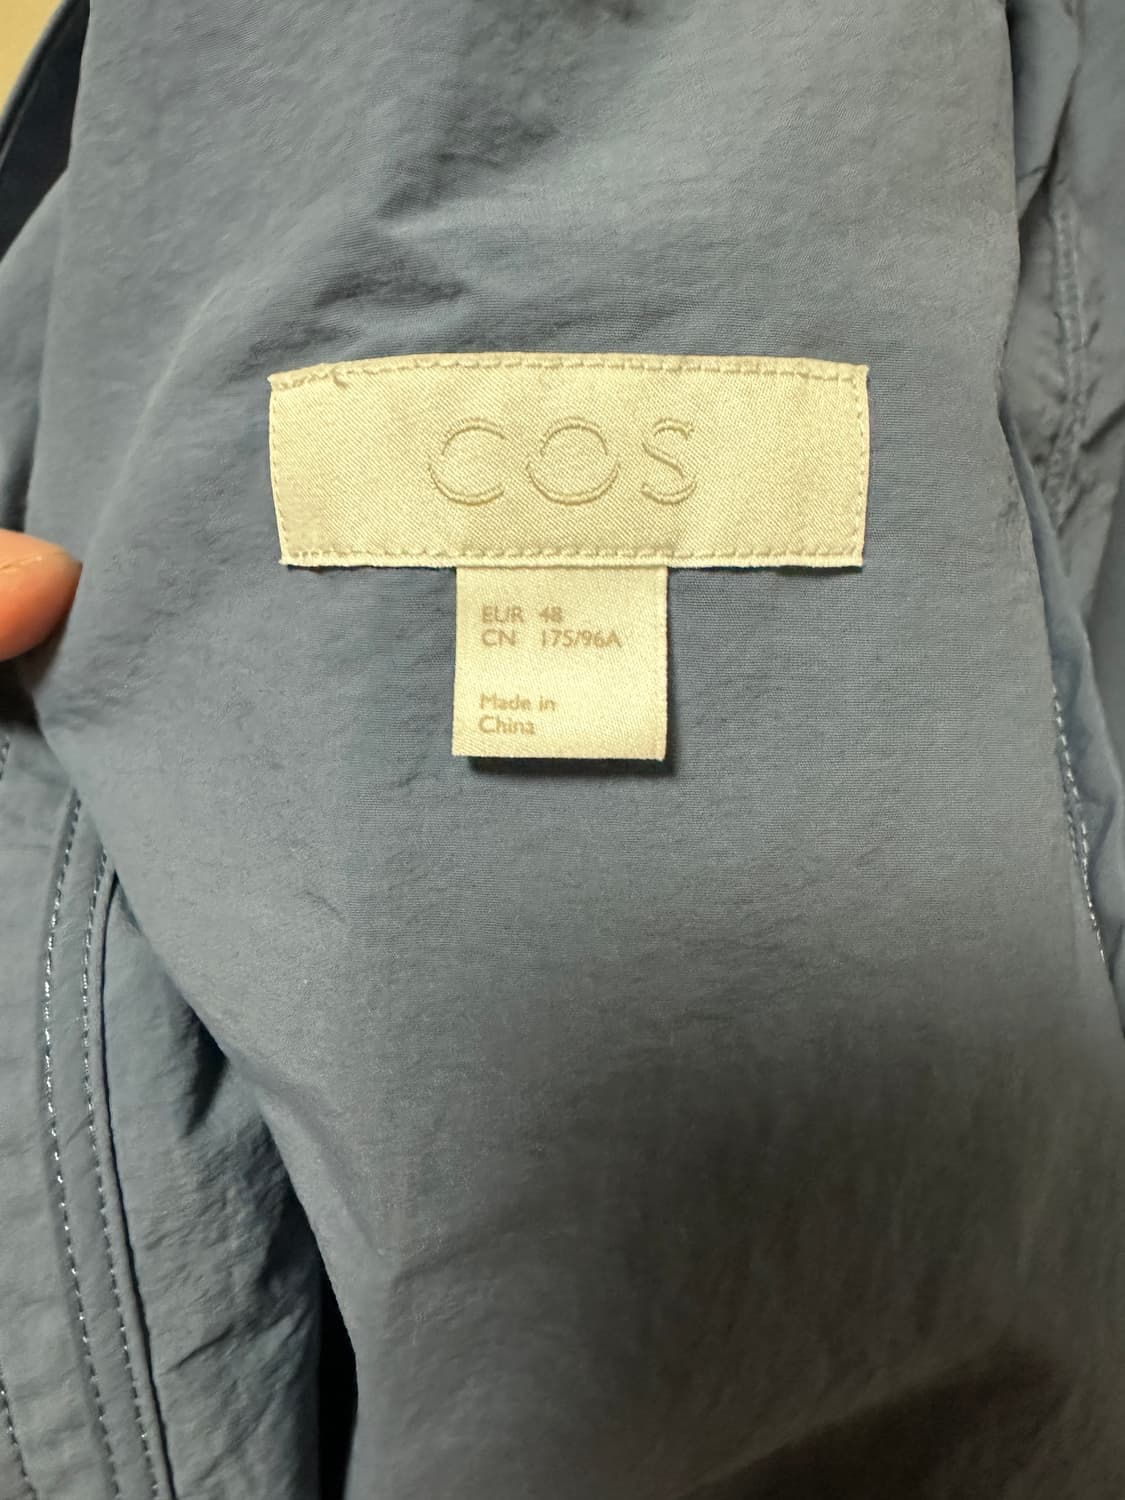 COS
EUR 48
CN 175/96A
Made in
China